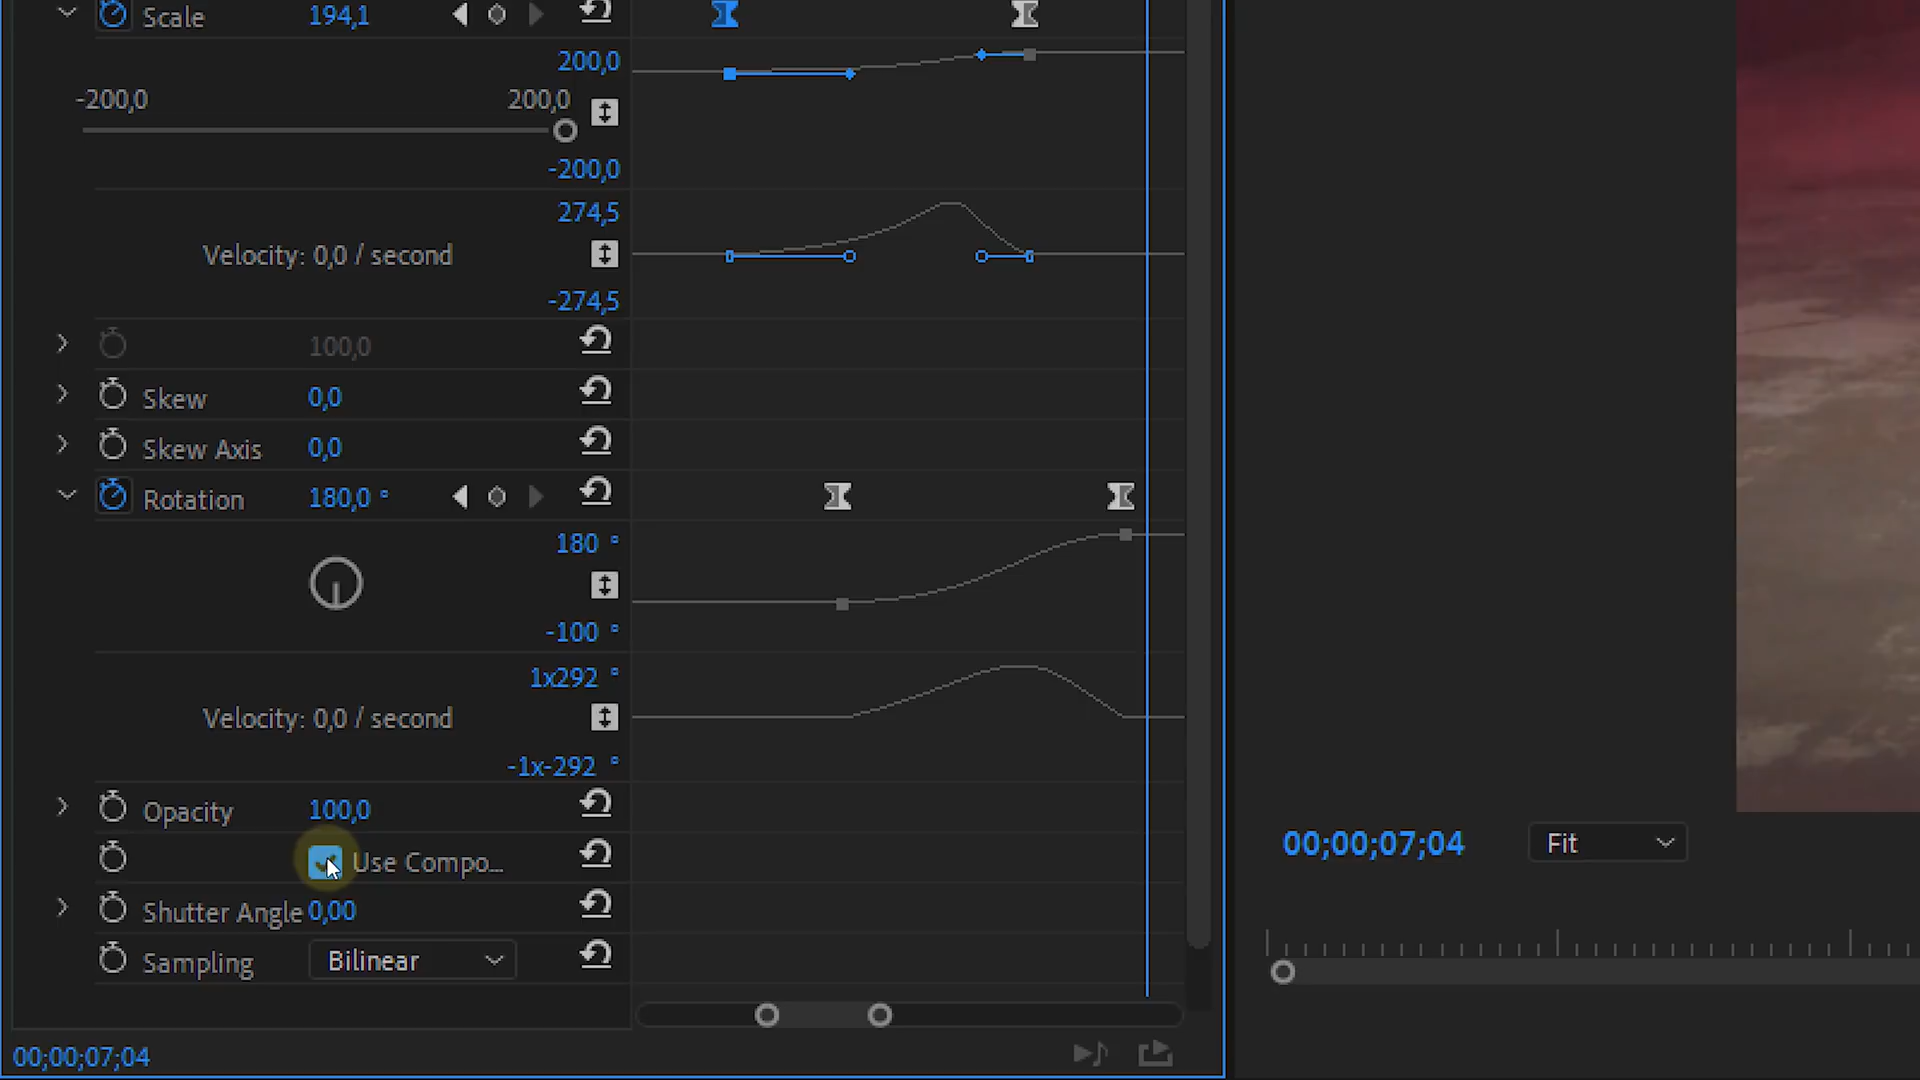 Scale 194,1
200,0
-200,0 200,0
-200,0
274,5
Velocity: 0,0 / second
-274,5
100,0
Skew 0,0
Skew Axis 0,0
Rotation 180,0 °
180 °
-100 °
1x292 °
Velocity: 0,0 / second
-1x-292 °
Opacity 100,0
Use Compo...
Shutter Angle 0,00
Sampling Bilinear
00;00;07;04
00;00;07;04 Fit